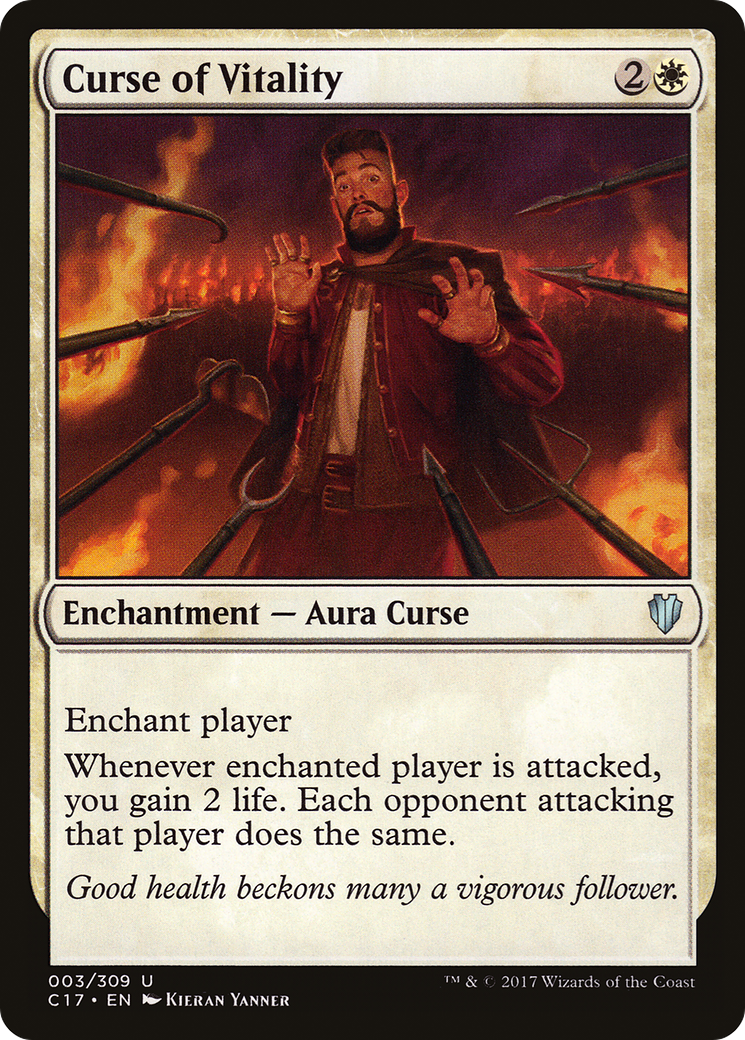 Curse of Vitality 2
Enchantment — Aura Curse
Enchant player
Whenever enchanted player is attacked,
you gain 2 life. Each opponent attacking
that player does the same.
Good health beckons many a vigorous follower.
003/309 U
™ & © 2017 Wizards of the Coast
C17 • EN Kieran Yanner